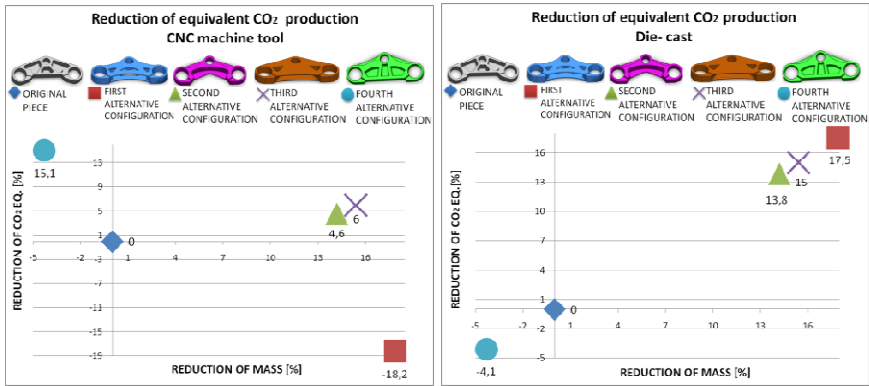 Reduction of equivalent CO2 production
CNC machine tool
ORIGINAL PIECE
FIRST ALTERNATIVE CONFIGURATION
SECOND ALTERNATIVE CONFIGURATION
THIRD ALTERNATIVE CONFIGURATION
FOURTH ALTERNATIVE CONFIGURATION
REDUCTION OF CO2 EQ. [%]
13
9
5
1
-3
-7
-11
-15
-19
15,1
0
4,6
6
-18,2
-5 -2 1 4 7 10 13 16
REDUCTION OF MASS [%]
Reduction of equivalent CO2 production
Die- cast
ORIGINAL PIECE
FIRST ALTERNATIVE CONFIGURATION
SECOND ALTERNATIVE CONFIGURATION
THIRD ALTERNATIVE CONFIGURATION
FOURTH ALTERNATIVE CONFIGURATION
REDUCTION OF CO2 EQ. [%]
16
13
10
7
4
1
-2
-5
17,5
15
13,8
0
-4,1
-5 -2 1 4 7 10 13 16
REDUCTION OF MASS [%]